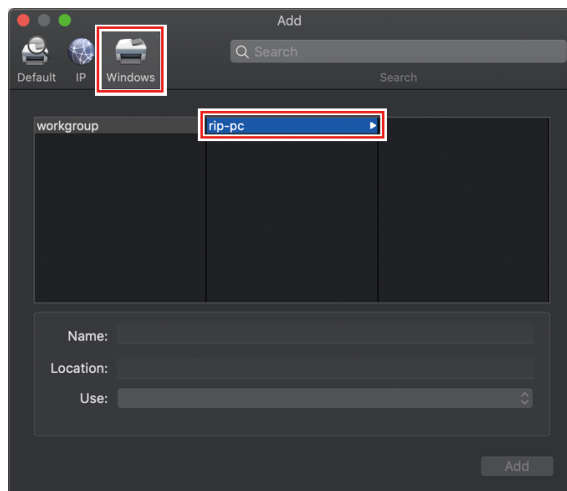 Add
Search
Default IP Windows Search
workgroup rip-pc
Name:
Location:
Use:
Add